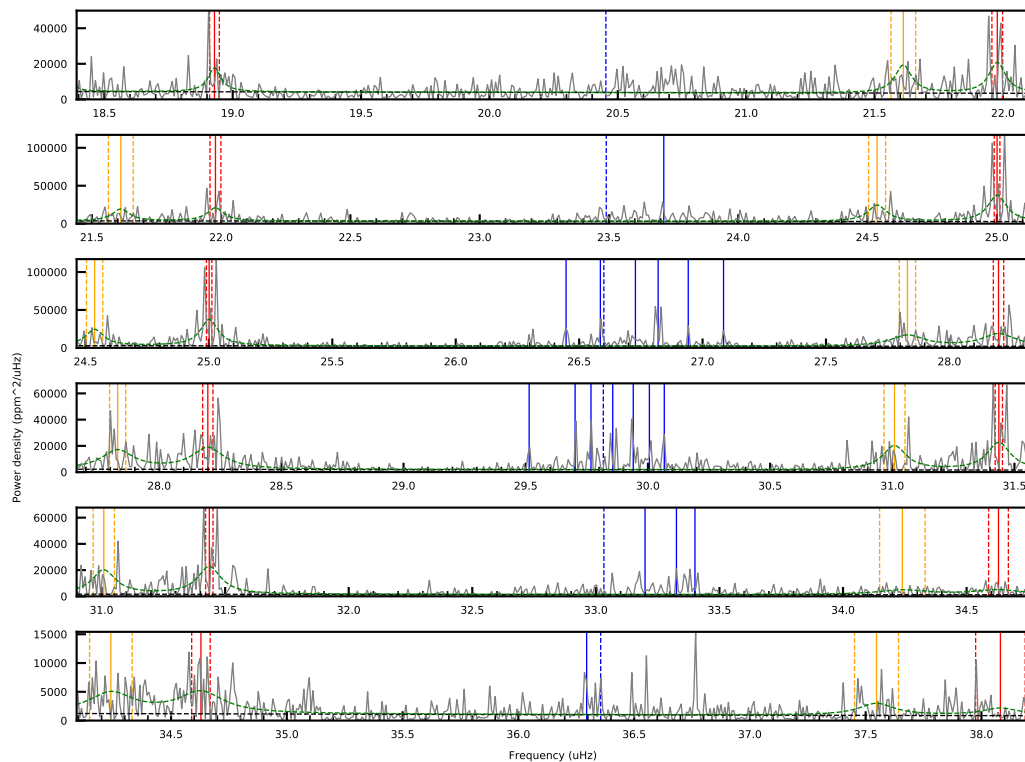 40000
20000
0
18.5 19.0 19.5 20.0 20.5 21.0 21.5 22.0
100000
50000
0
21.5 22.0 22.5 23.0 23.5 24.0 24.5 25.0
100000
50000
0
24.5 25.0 25.5 26.0 26.5 27.0 27.5 28.0
Power density (ppm^2/uHz)
60000
40000
20000
0
28.0 28.5 29.0 29.5 30.0 30.5 31.0 31.5
60000
40000
20000
0
31.0 31.5 32.0 32.5 33.0 33.5 34.0 34.5
15000
10000
5000
0
34.5 35.0 35.5 36.0 36.5 37.0 37.5 38.0
Frequency (uHz)